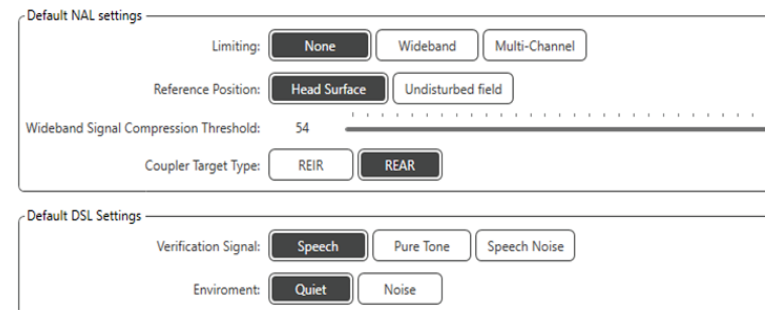 Default NAL settings
Limiting: None Wideband Multi-Channel
Reference Position: Head Surface Undisturbed field
Wideband Signal Compression Threshold: 54
Coupler Target Type: REIR REAR
Default DSL Settings
Verification Signal: Speech Pure Tone Speech Noise
Enviroment: Quiet Noise